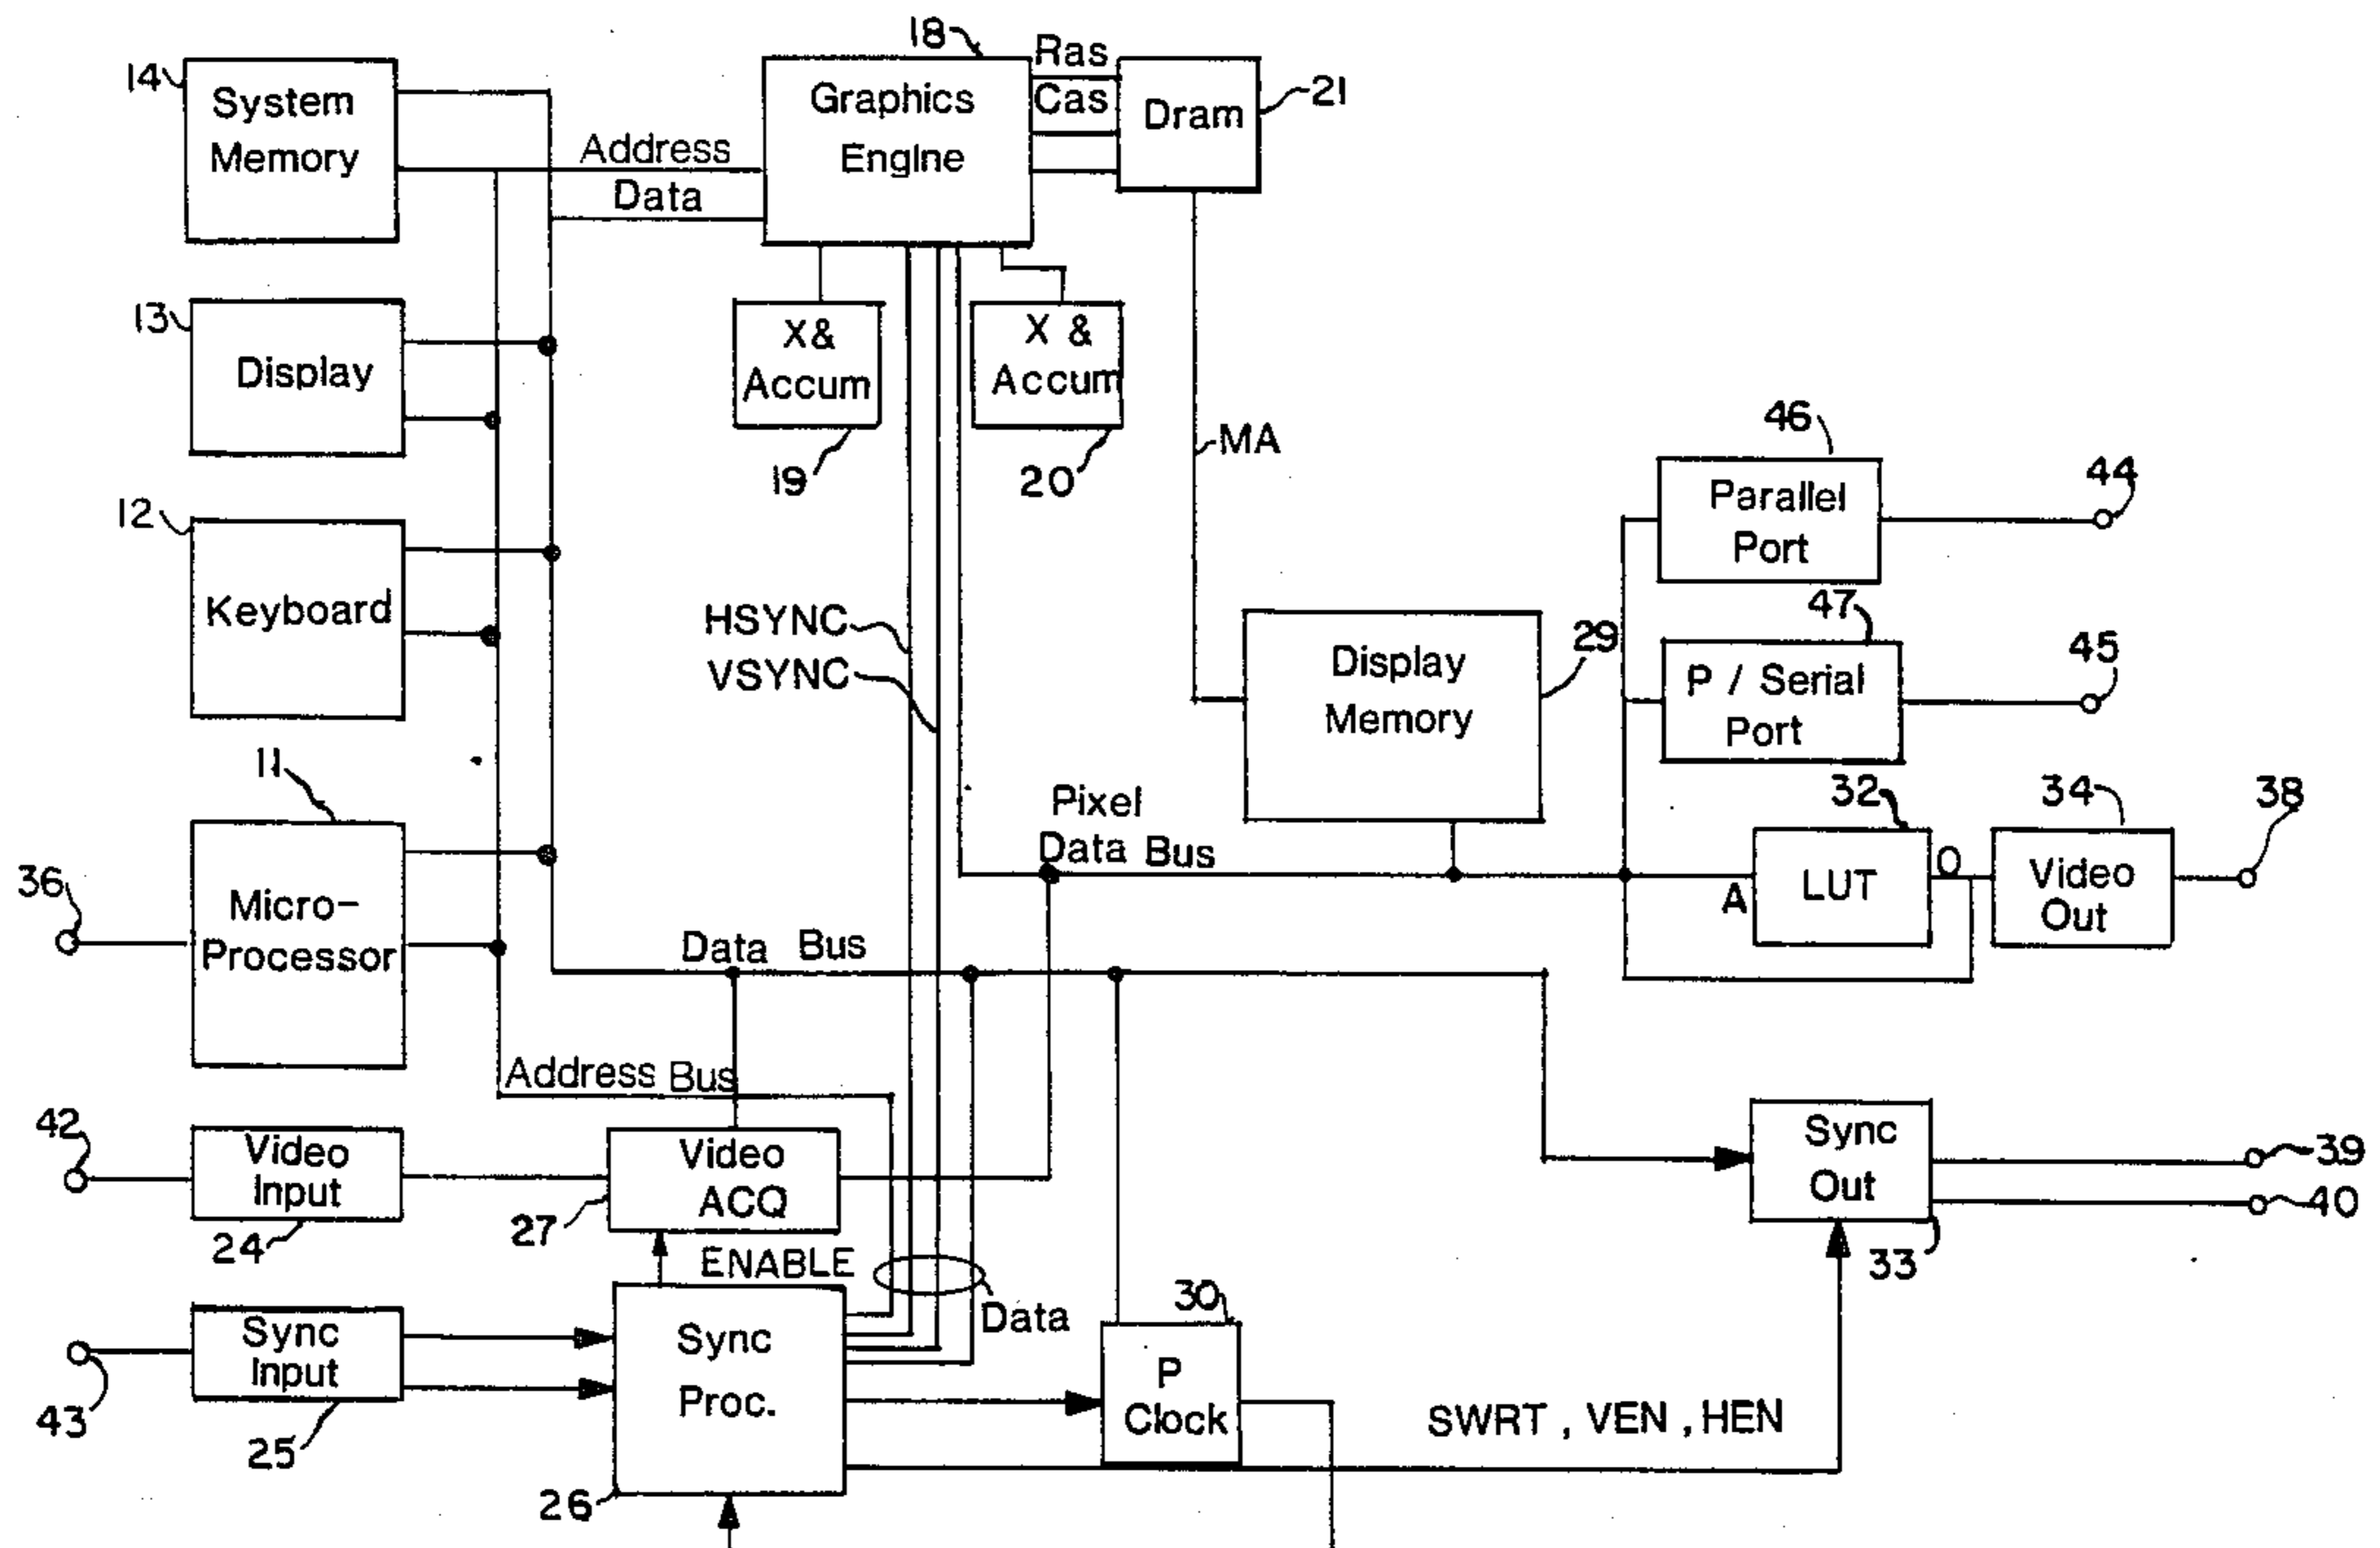 18
Ras
14
System
Memory
Graphics
Engine
Cas
Dram
21
Address
Data
13
Display
X&
Accum
X &
Accum
19
20
MA
46
Parallel
Port
44
12
Keyboard
HSYNC
VSYNC
Display
Memory
29
47
P / Serial
Port
45
11
Micro-
Processor
36
Pixel
Data Bus
32
A
LUT
O
34
Video
Out
38
Data Bus
Address Bus
42
Video
Input
24
Video
ACQ
27
Sync
Out
39
40
33
ENABLE
Data
43
Sync
Input
25
Sync
Proc.
26
30
P
Clock
SWRT , VEN , HEN